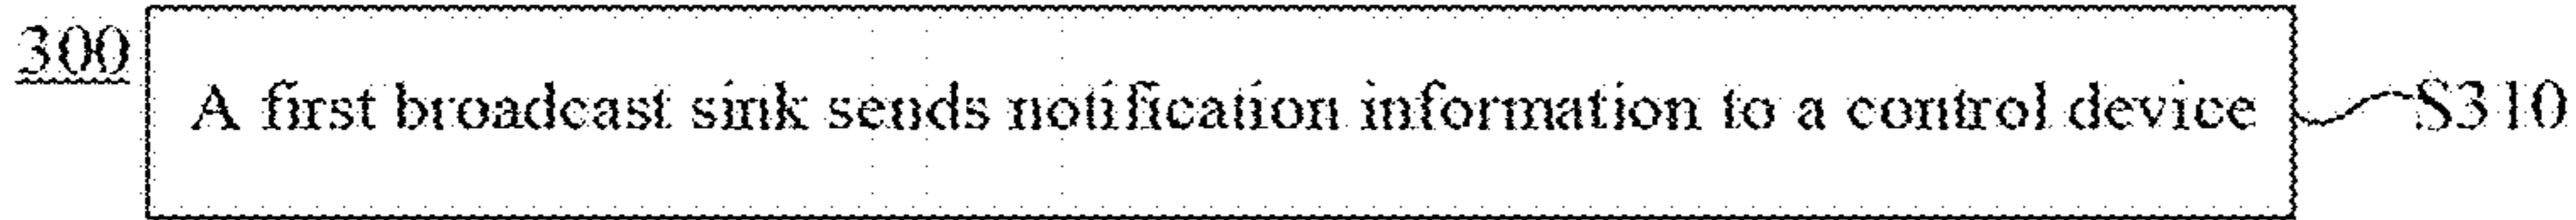 300
A first broadcast sink sends notification information to a control device
S310